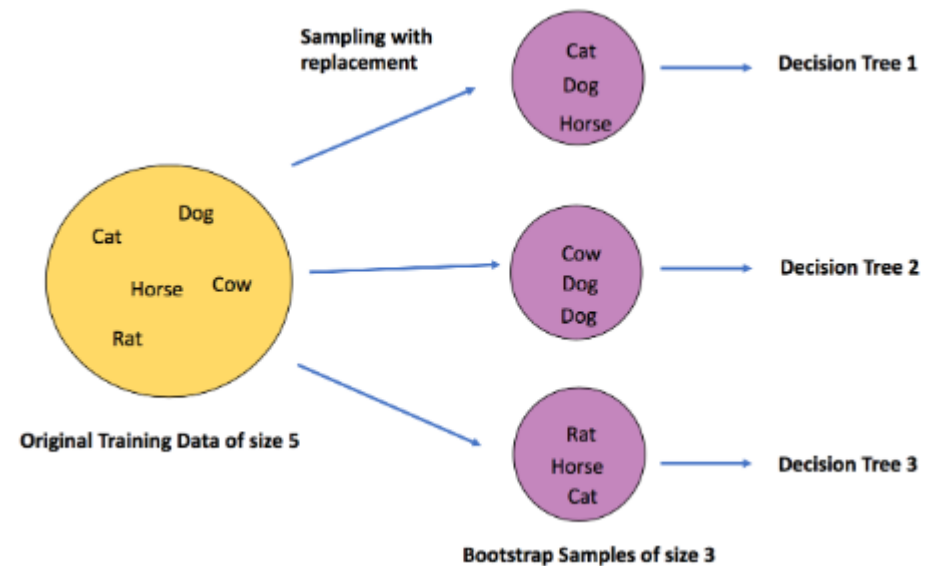 Sampling with
replacement
Cat
Dog
Horse
Decision Tree 1
Dog
Cat
Horse
Cow
Rat
Original Training Data of size 5
Cow
Dog
Dog
Decision Tree 2
Rat
Horse
Cat
Decision Tree 3
Bootstrap Samples of size 3